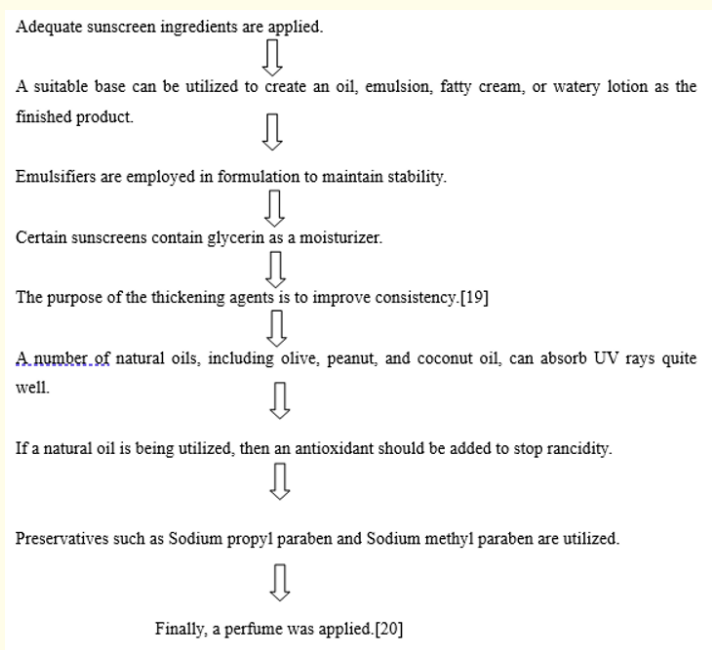 Adequate sunscreen ingredients are applied.
A suitable base can be utilized to create an oil, emulsion, fatty cream, or watery lotion as the
finished product.
Emulsifiers are employed in formulation to maintain stability.
Certain sunscreens contain glycerin as a moisturizer.
The purpose of the thickening agents is to improve consistency.[19]
A number of natural oils, including olive, peanut, and coconut oil, can absorb UV rays quite
well.
If a natural oil is being utilized, then an antioxidant should be added to stop rancidity.
Preservatives such as Sodium propyl paraben and Sodium methyl paraben are utilized.
Finally, a perfume was applied.[20]